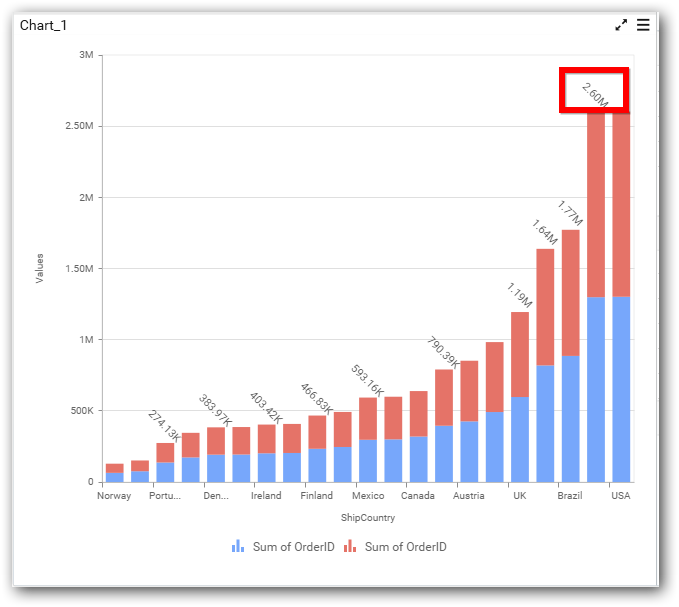 Chart_1
3M
2.50M
2M
1.50M
1M
500K
0
Values
274.13K
383.97K
403.42K
466.83K
593.16K
790.39K
1.19M
1.64M
1.77M
2.60M
Norway
Portu...
Den...
Ireland
Finland
Mexico
Canada
Austria
UK
Brazil
USA
ShipCountry
Sum of OrderID
Sum of OrderID